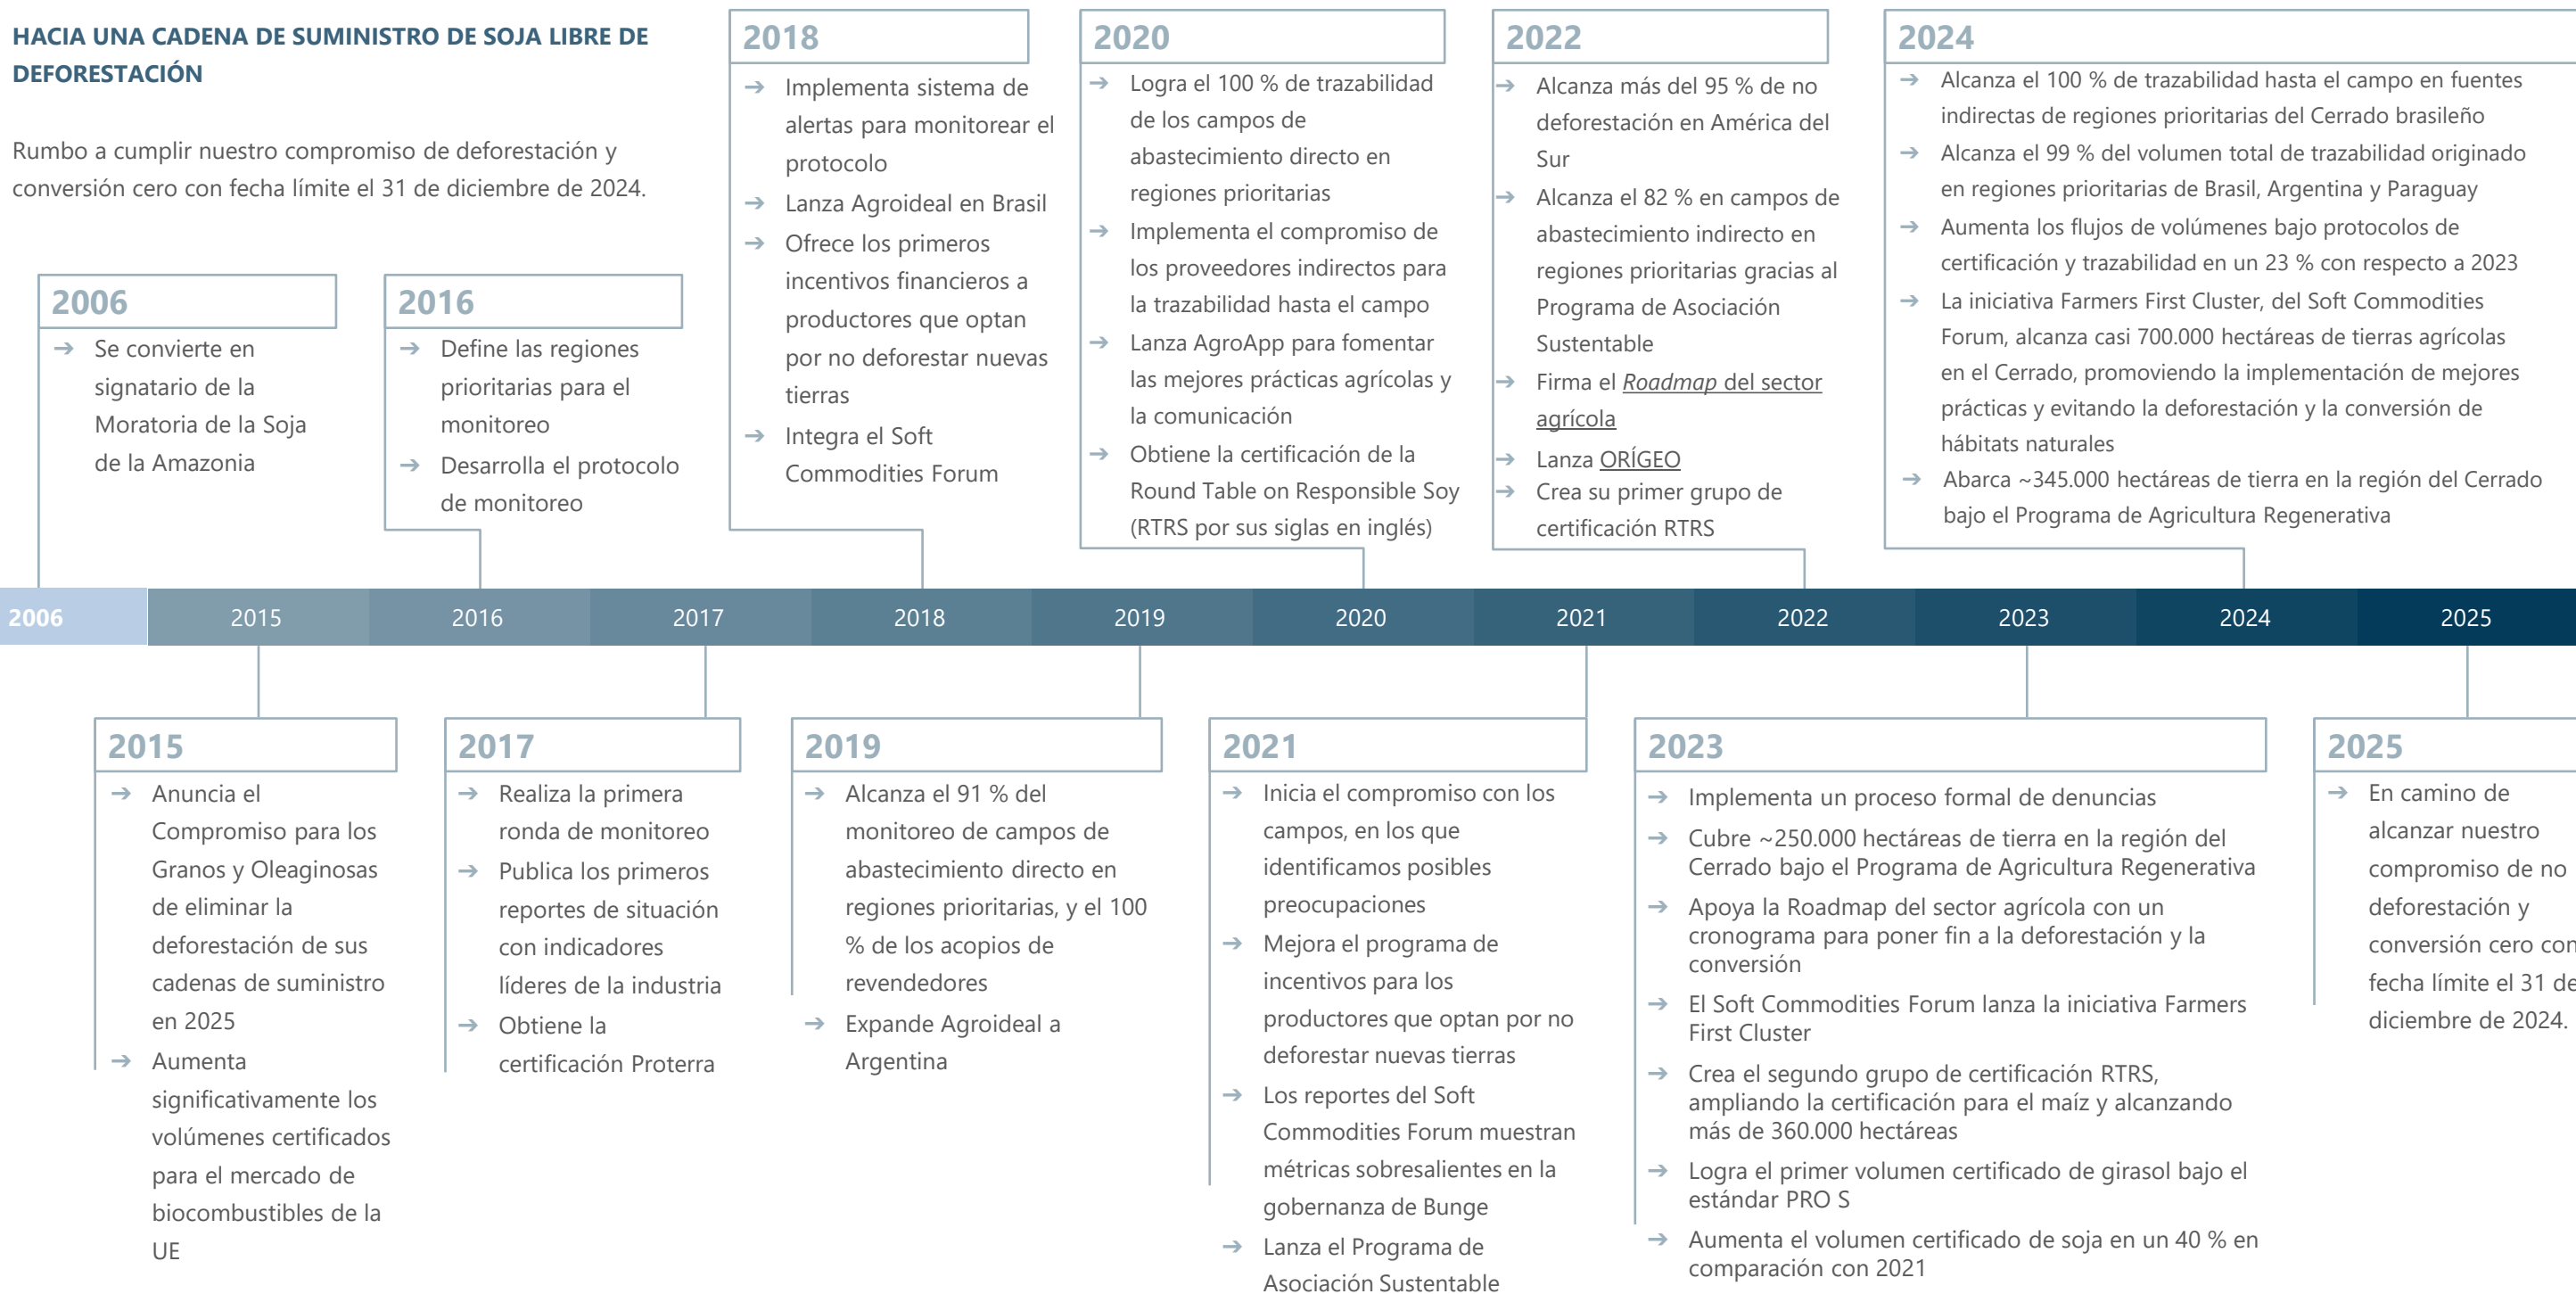 HACIA UNA CADENA DE SUMINISTRO DE SOJA LIBRE DE
DEFORESTACIÓN
Rumbo a cumplir nuestro compromiso de deforestación y
conversión cero con fecha límite el 31 de diciembre de 2024.
2006
➔ Se convierte en
signatario de la
Moratoria de la Soja
de la Amazonia
2016
➔ Define las regiones
prioritarias para el
monitoreo
➔ Desarrolla el protocolo
de monitoreo
2018
➔ Implementa sistema de
alertas para monitorear el
protocolo
➔ Lanza Agroideal en Brasil
➔ Ofrece los primeros
incentivos financieros a
productores que optan
por no deforestar nuevas
tierras
➔ Integra el Soft
Commodities Forum
2020
➔ Logra el 100 % de trazabilidad
de los campos de
abastecimiento directo en
regiones prioritarias
➔ Implementa el compromiso de
los proveedores indirectos para
la trazabilidad hasta el campo
➔ Lanza AgroApp para fomentar
las mejores prácticas agrícolas y
la comunicación
➔ Obtiene la certificación de la
Round Table on Responsible Soy
(RTRS por sus siglas en inglés)
2022
➔ Alcanza más del 95 % de no
deforestación en América del
Sur
➔ Alcanza el 82 % en campos de
abastecimiento indirecto en
regiones prioritarias gracias al
Programa de Asociación
Sustentable
➔ Firma el Roadmap del sector
agrícola
➔ Lanza ORÍGEO
➔ Crea su primer grupo de
certificación RTRS
2024
➔ Alcanza el 100 % de trazabilidad hasta el campo en fuentes
indirectas de regiones prioritarias del Cerrado brasileño
➔ Alcanza el 99 % del volumen total de trazabilidad originado
en regiones prioritarias de Brasil, Argentina y Paraguay
➔ Aumenta los flujos de volúmenes bajo protocolos de
certificación y trazabilidad en un 23 % con respecto a 2023
➔ La iniciativa Farmers First Cluster, del Soft Commodities
Forum, alcanza casi 700.000 hectáreas de tierras agrícolas
en el Cerrado, promoviendo la implementación de mejores
prácticas y evitando la deforestación y la conversión de
hábitats naturales
➔ Abarca ~345.000 hectáreas de tierra en la región del Cerrado
bajo el Programa de Agricultura Regenerativa
2006 2015 2016 2017 2018 2019 2020 2021 2022 2023 2024 2025
2015
➔ Anuncia el
Compromiso para los
Granos y Oleaginosas
de eliminar la
deforestación de sus
cadenas de suministro
en 2025
➔ Aumenta
significativamente los
volúmenes certificados
para el mercado de
biocombustibles de la
UE
2017
➔ Realiza la primera
ronda de monitoreo
➔ Publica los primeros
reportes de situación
con indicadores
líderes de la industria
➔ Obtiene la
certificación Proterra
2019
➔ Alcanza el 91 % del
monitoreo de campos de
abastecimiento directo en
regiones prioritarias, y el 100
% de los acopios de
revendedores
➔ Expande Agroideal a
Argentina
2021
➔ Inicia el compromiso con los
campos, en los que
identificamos posibles
preocupaciones
➔ Mejora el programa de
incentivos para los
productores que optan por no
deforestar nuevas tierras
➔ Los reportes del Soft
Commodities Forum muestran
métricas sobresalientes en la
gobernanza de Bunge
➔ Lanza el Programa de
Asociación Sustentable
2023
➔ Implementa un proceso formal de denuncias
➔ Cubre ~250.000 hectáreas de tierra en la región del
Cerrado bajo el Programa de Agricultura Regenerativa
➔ Apoya la Roadmap del sector agrícola con un
cronograma para poner fin a la deforestación y la
conversión
➔ El Soft Commodities Forum lanza la iniciativa Farmers
First Cluster
➔ Crea el segundo grupo de certificación RTRS,
ampliando la certificación para el maíz y alcanzando
más de 360.000 hectáreas
➔ Logra el primer volumen certificado de girasol bajo el
estándar PRO S
➔ Aumenta el volumen certificado de soja en un 40 % en
comparación con 2021
2025
➔ En camino de
alcanzar nuestro
compromiso de no
deforestación y
conversión cero con
fecha límite el 31 de
diciembre de 2024.